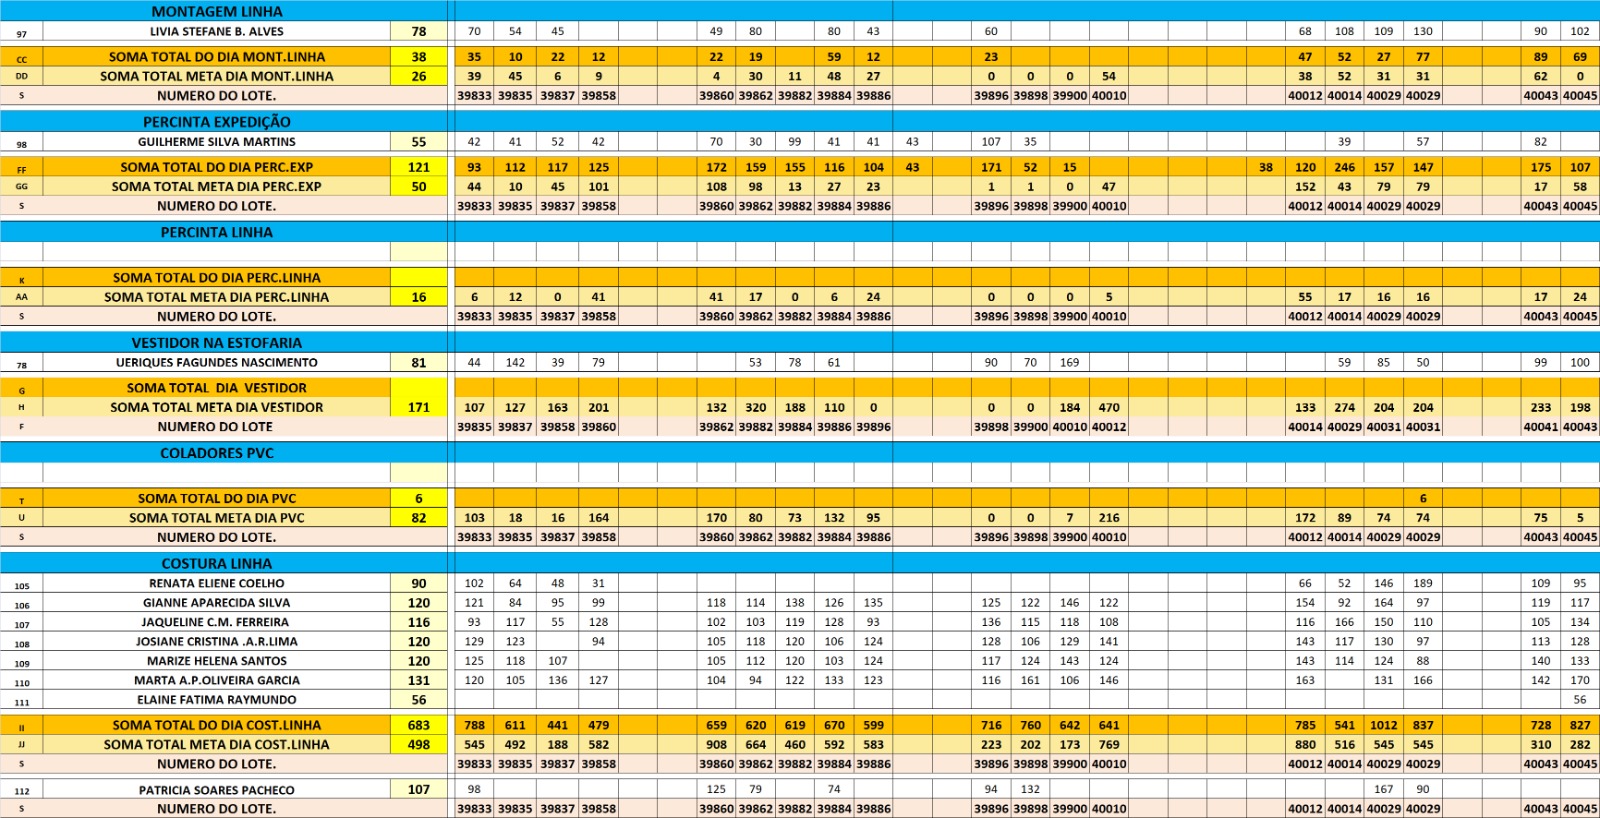 MONTAGEM LINHA
97 LIVIA STEFANE B. ALVES 78 70 54 45 49 80 80 43 60 68 108 109 130 90 102
CC SOMA TOTAL DO DIA MONT.LINHA 38 35 10 22 12 22 19 59 12 23 47 52 27 77 89 69
DD SOMA TOTAL META DIA MONT.LINHA 26 39 45 6 9 4 30 11 48 27 0 0 0 54 38 52 31 31 62 0
S NUMERO DO LOTE. 39833 39835 39837 39858 39860 39862 39882 39884 39886 39896 39898 39900 40010 40012 40014 40029 40029 40043 40045
PERCINTA EXPEDIÇÃO
98 GUILHERME SILVA MARTINS 55 42 41 52 42 70 30 99 41 41 43 107 35 39 57 82
FF SOMA TOTAL DO DIA PERC.EXP 121 93 112 117 125 172 159 155 116 104 43 171 52 15 38 120 246 157 147 175 107
GG SOMA TOTAL META DIA PERC.EXP 50 44 10 45 101 108 98 13 27 23 1 1 0 47 152 43 79 79 17 58
S NUMERO DO LOTE. 39833 39835 39837 39858 39860 39862 39882 39884 39886 39896 39898 39900 40010 40012 40014 40029 40029 40043 40045
PERCINTA LINHA
K SOMA TOTAL DO DIA PERC.LINHA
AA SOMA TOTAL META DIA PERC.LINHA 16 6 12 0 41 41 17 0 6 24 0 0 0 5 55 17 16 16 17 24
S NUMERO DO LOTE. 39833 39835 39837 39858 39860 39862 39882 39884 39886 39896 39898 39900 40010 40012 40014 40029 40029 40043 40045
VESTIDOR NA ESTOFARIA
78 UERIQUES FAGUNDES NASCIMENTO 81 44 142 39 79 53 78 61 90 70 169 59 85 50 99 100
G SOMA TOTAL DIA VESTIDOR
H SOMA TOTAL META DIA VESTIDOR 171 107 127 163 201 132 320 188 110 0 0 0 184 470 133 274 204 204 233 198
F NUMERO DO LOTE 39835 39837 39858 39860 39862 39882 39884 39886 39896 39898 39900 40010 40012 40014 40029 40031 40031 40041 40043
COLADORES PVC
T SOMA TOTAL DO DIA PVC 6 6
U SOMA TOTAL META DIA PVC 82 103 18 16 164 170 80 73 132 95 0 0 7 216 172 89 74 74 75 5
S NUMERO DO LOTE. 39833 39835 39837 39858 39860 39862 39882 39884 39886 39896 39898 39900 40010 40012 40014 40029 40029 40043 40045
COSTURA LINHA
105 RENATA ELIENE COELHO 90 102 64 48 31 66 52 146 189 109 95
106 GIANNE APARECIDA SILVA 120 121 84 95 99 118 114 138 126 135 125 122 146 122 154 92 164 97 119 117
107 JAQUELINE C.M. FERREIRA 116 93 117 55 128 102 103 119 128 93 136 115 118 108 116 166 150 110 105 134
108 JOSIANE CRISTINA .A.R.LIMA 120 129 123 94 105 118 120 106 124 128 106 129 141 143 117 130 97 113 128
109 MARIZE HELENA SANTOS 120 125 118 107 105 112 120 103 124 117 124 143 124 143 114 124 88 140 133
110 MARTA A.P.OLIVEIRA GARCIA 131 120 105 136 127 104 94 122 133 123 116 161 106 146 163 131 166 142 170
111 ELAINE FATIMA RAYMUNDO 56 56
II SOMA TOTAL DO DIA COST.LINHA 683 788 611 441 479 659 620 619 670 599 716 760 642 641 785 541 1012 837 728 827
JJ SOMA TOTAL META DIA COST.LINHA 498 545 492 188 582 908 664 460 592 583 223 202 173 769 880 516 545 545 310 282
S NUMERO DO LOTE. 39833 39835 39837 39858 39860 39862 39882 39884 39886 39896 39898 39900 40010 40012 40014 40029 40029 40043 40045
112 PATRICIA SOARES PACHECO 107 98 125 79 74 94 132 167 90
S NUMERO DO LOTE. 39833 39835 39837 39858 39860 39862 39882 39884 39886 39896 39898 39900 40010 40012 40014 40029 40029 40043 40045